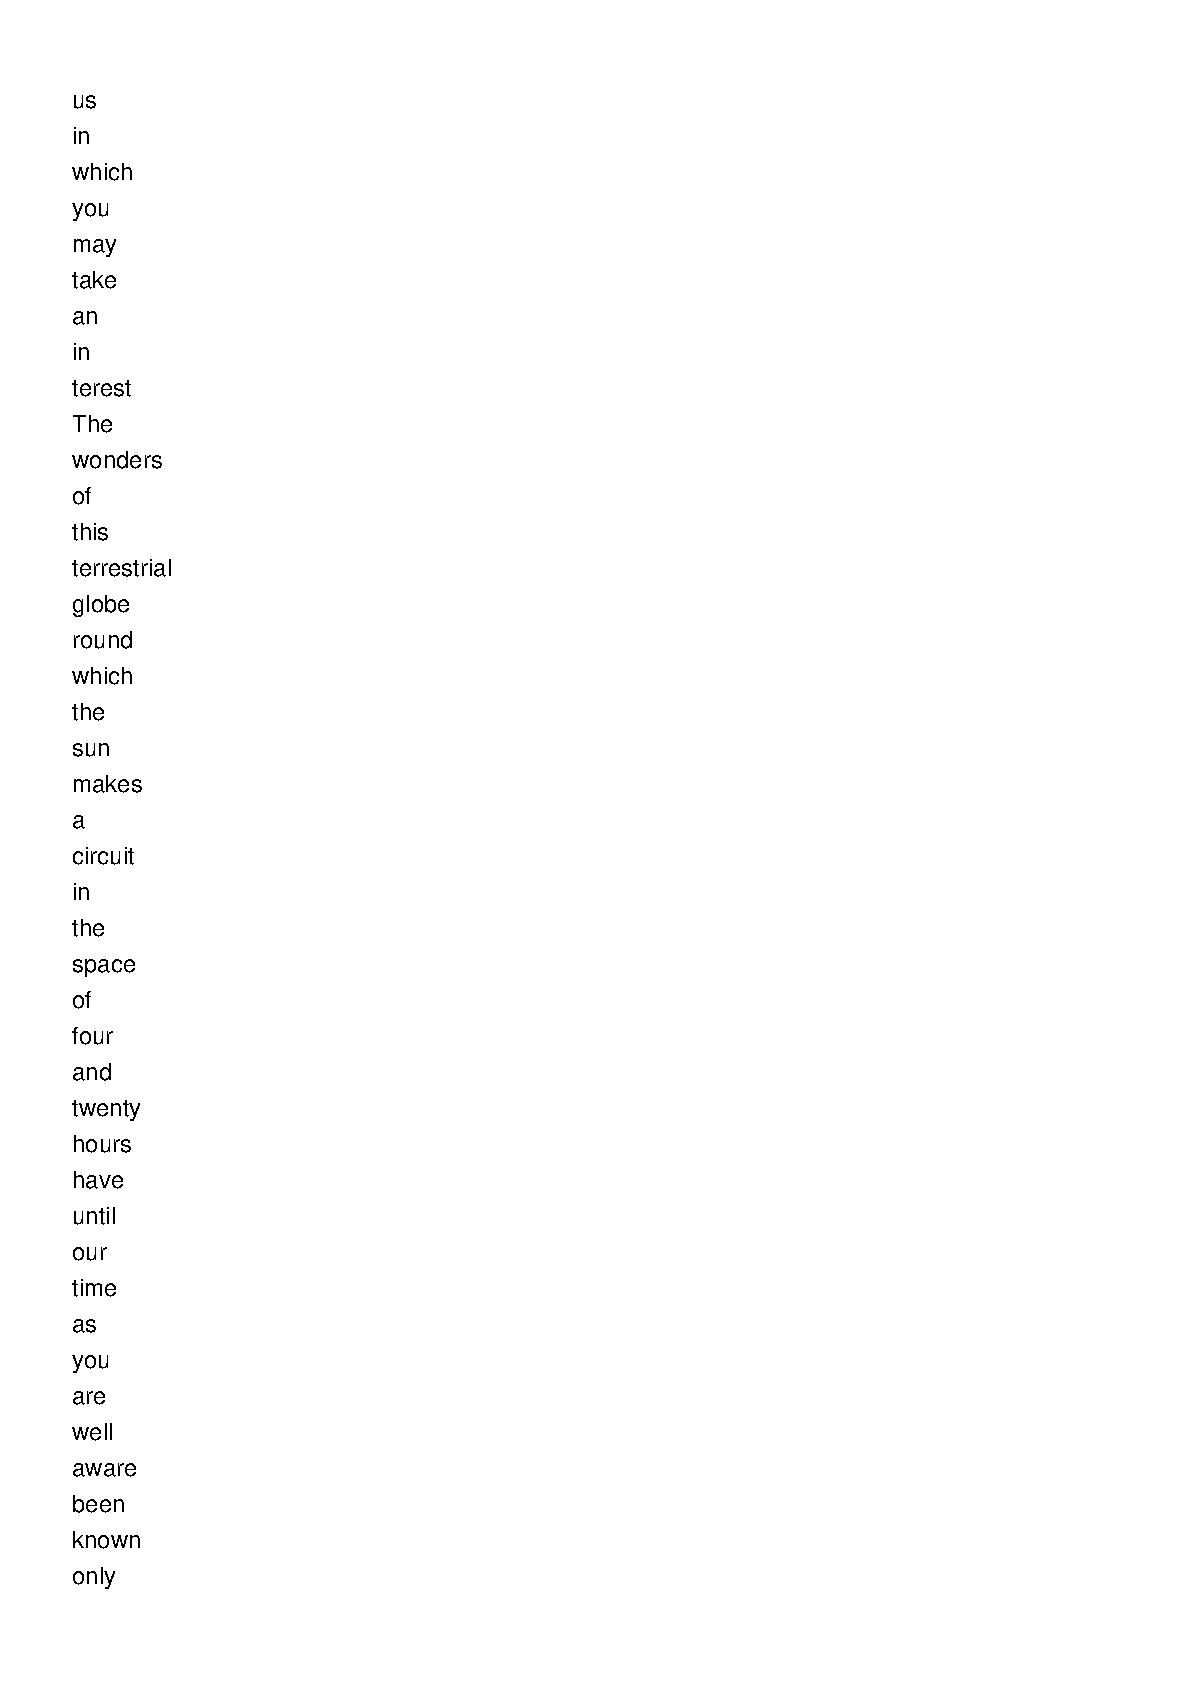 us
in
which
you
may
take
an
in
terest
The
wonders
of
this
terrestrial
globe
round
which
the
sun
makes
a
circuit
in
the
space
of
four
and
twenty
hours
have
until
our
time
as
you
are
well
aware
been
known
only